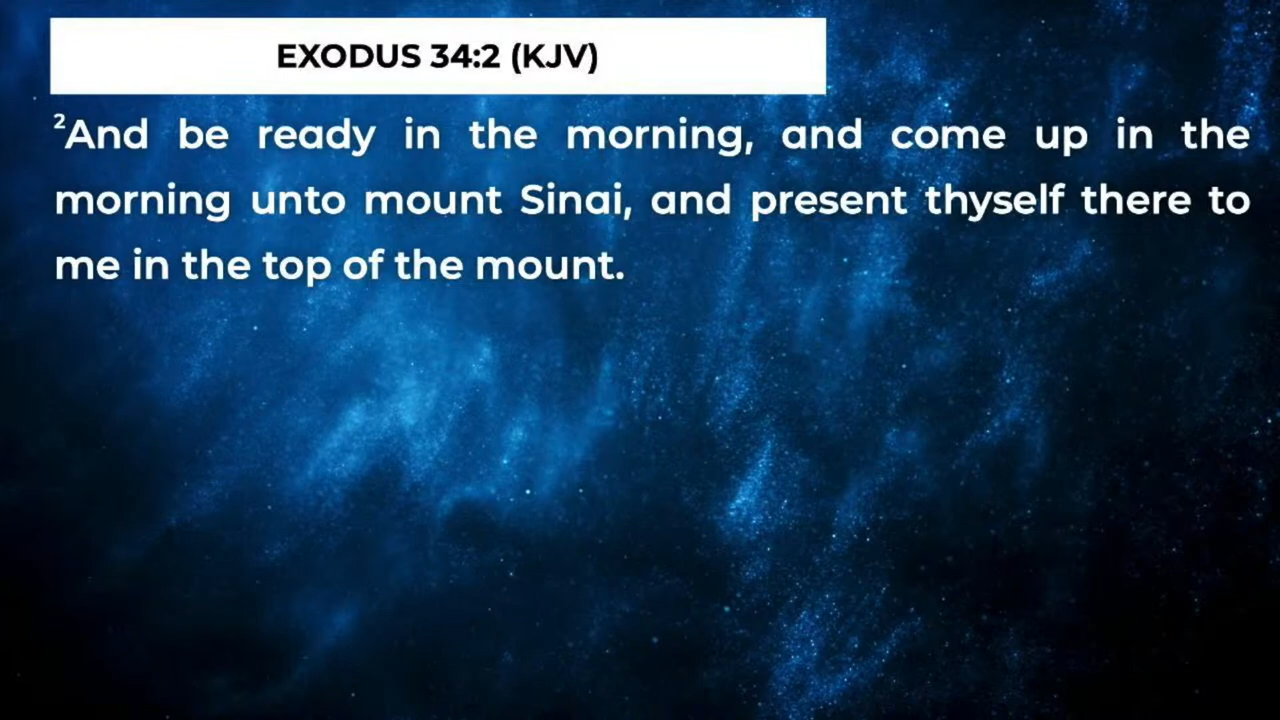 EXODUS 34:2 (KJV)
²And be ready in the morning, and come up in the
morning unto mount Sinai, and present thyself there to
me in the top of the mount.